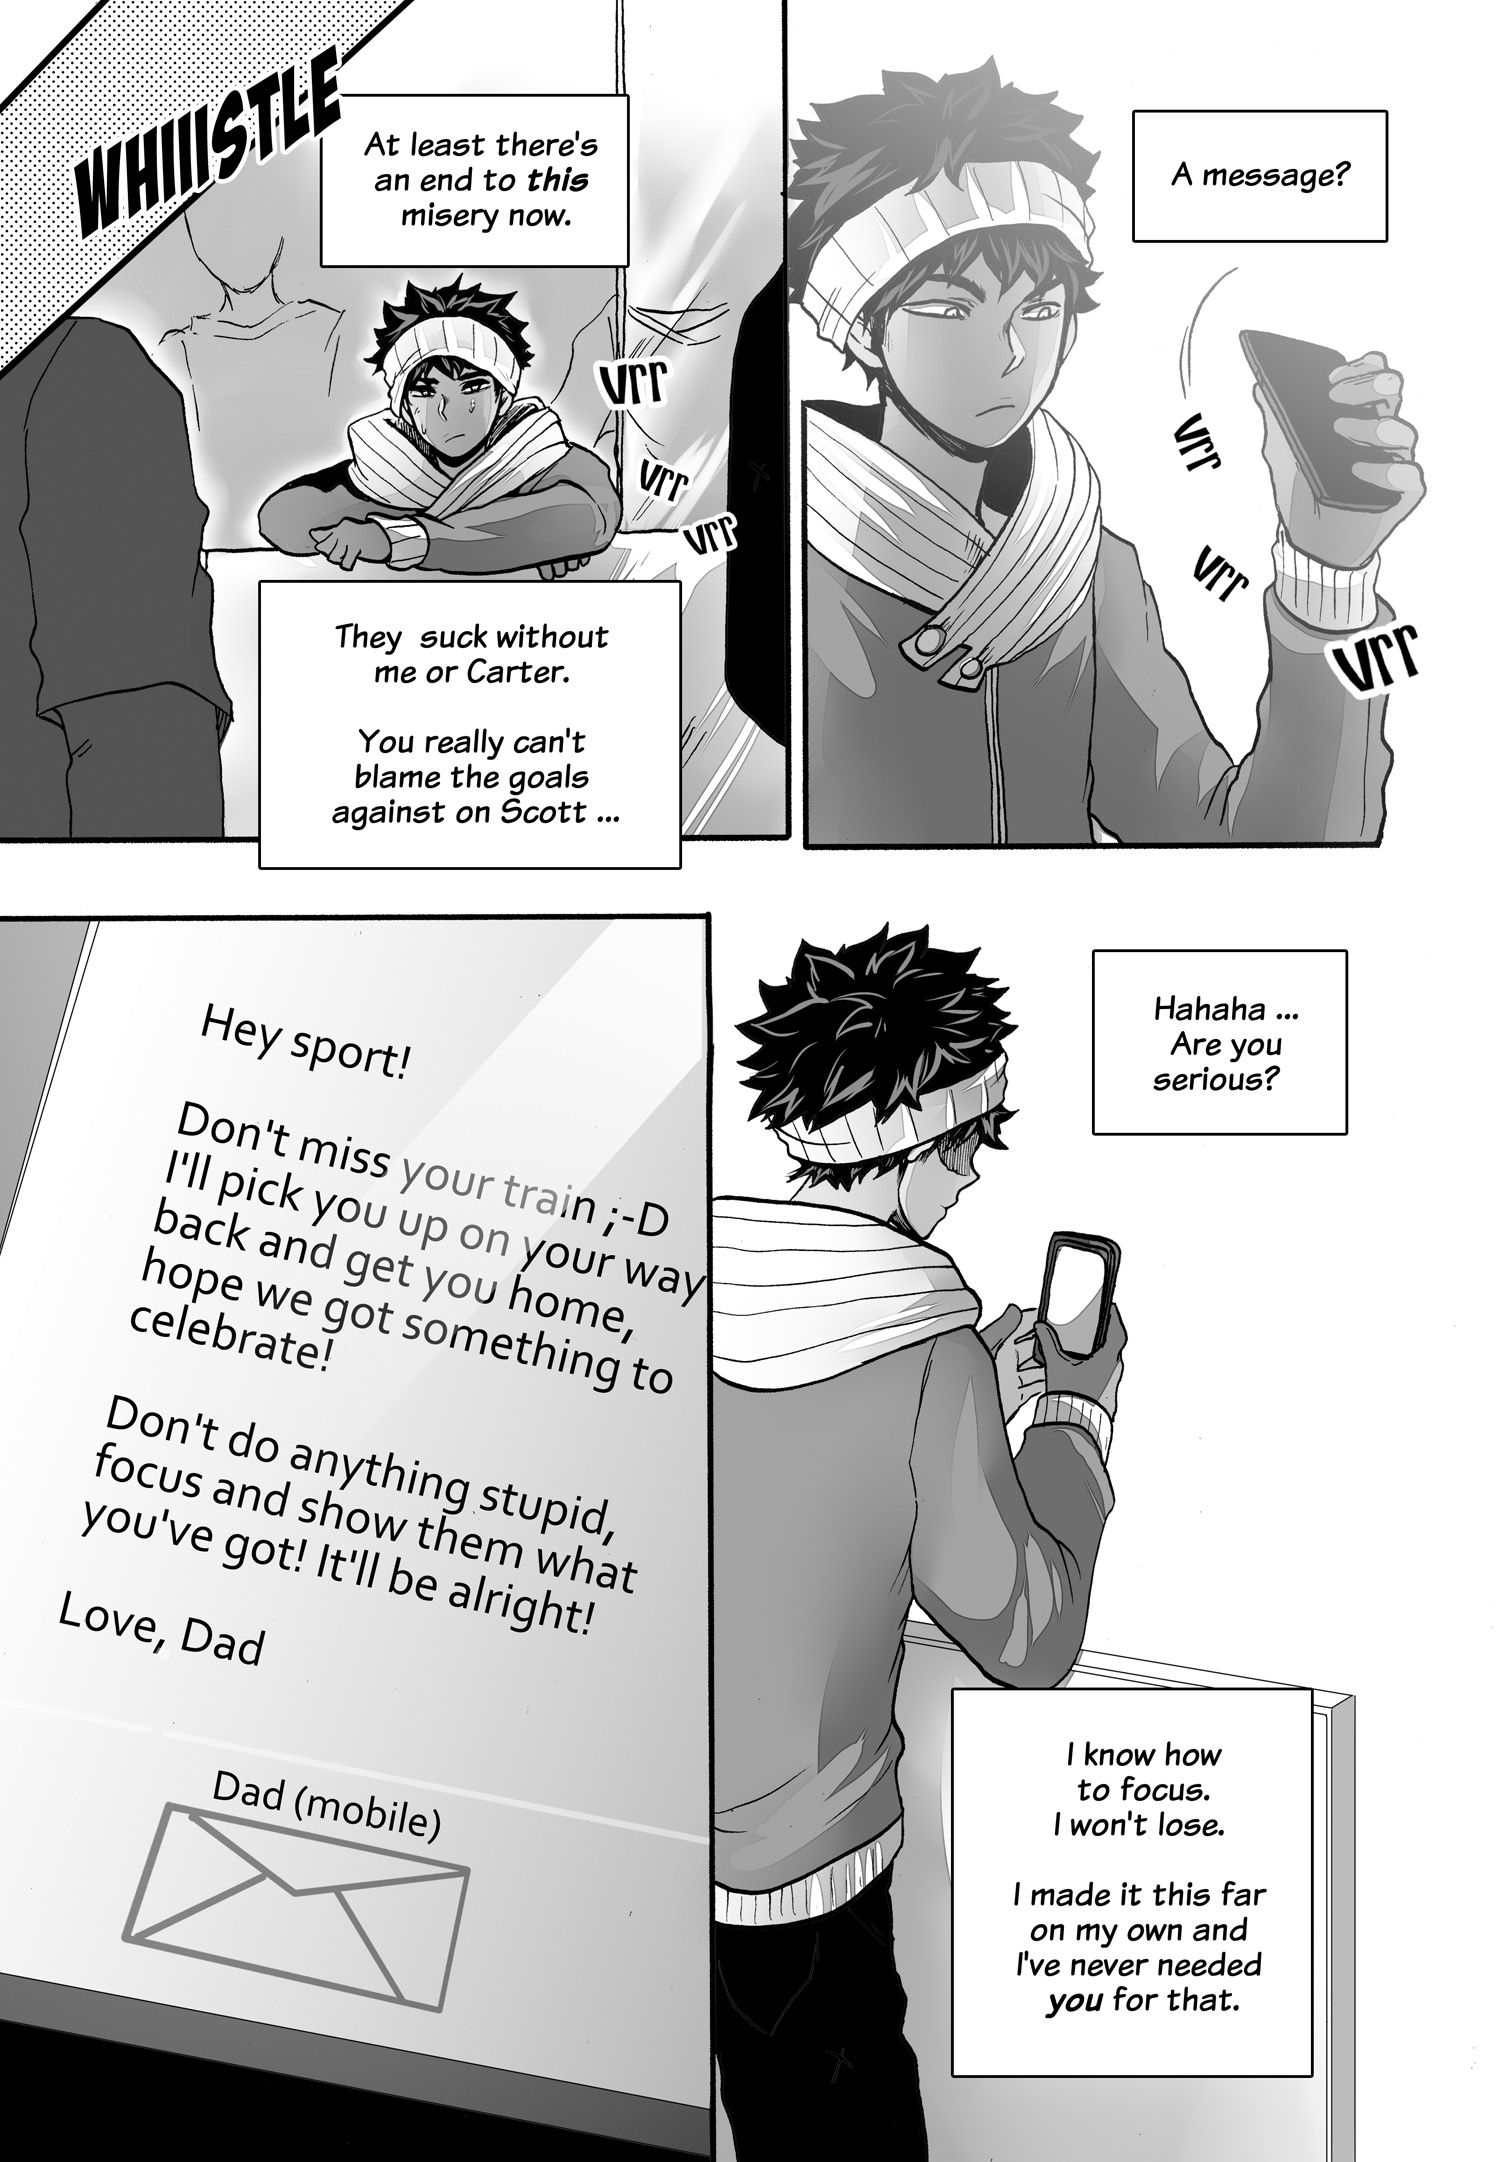 WHIIISTLE
At least there's
an end to this
misery now.
vrr
vrr
vrr
They suck without
me or Carter.
You really can't
blame the goals
against on Scott ...
A message?
vrr
vrr
vrr
Hey sport!
Don't miss your train ;-D
I'll pick you up on your way
back and get you home,
hope we got something to
celebrate!
Don't do anything stupid,
focus and show them what
you've got! It'll be alright!
Love, Dad
Dad (mobile)
Hahaha ...
Are you
serious?
I know how
to focus.
I won't lose.
I made it this far
on my own and
I've never needed
you for that.